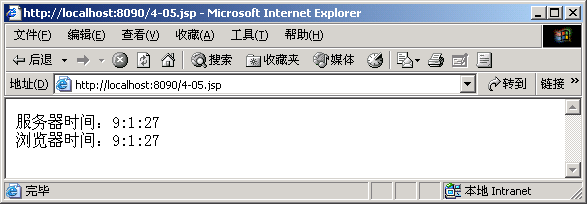 http://localhost:8090/4-05.jsp - Microsoft Internet Explorer
文件(F) 编辑(E) 查看(V) 收藏(A) 工具(T) 帮助(H)
后退 搜索 收藏夹 媒体
地址(D) http://localhost:8090/4-05.jsp 转到 链接 »
服务器时间：9:1:27
浏览器时间：9:1:27
完毕 本地 Intranet